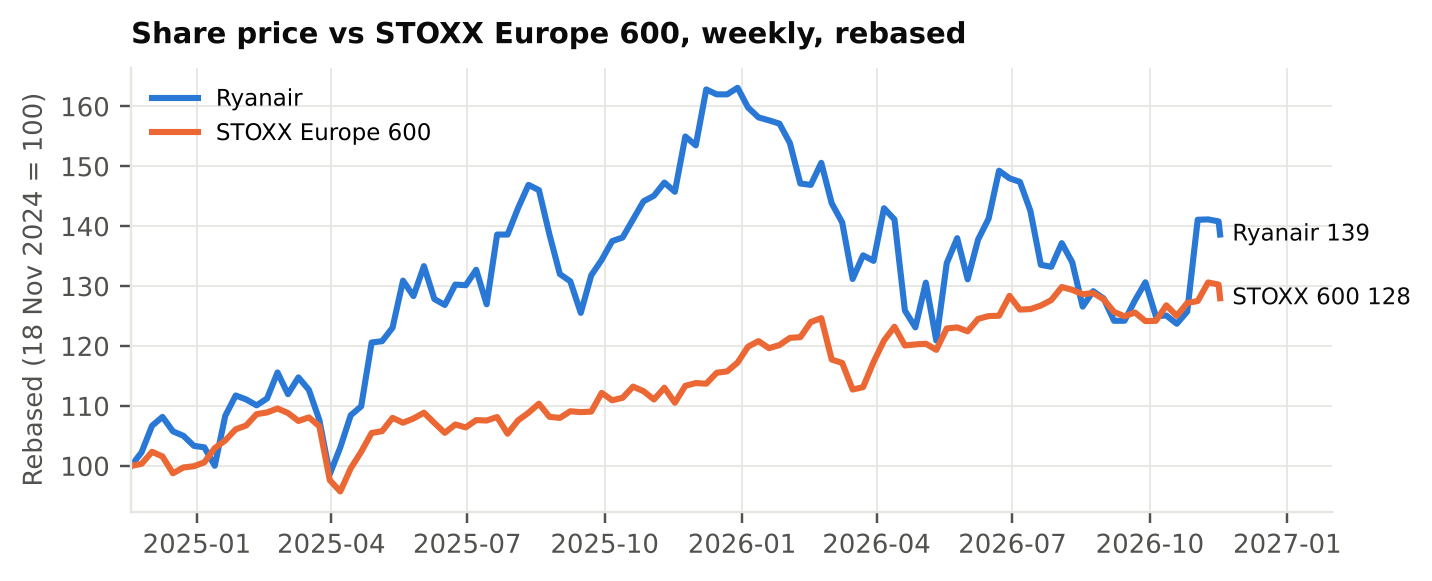 Share price vs STOXX Europe 600, weekly, rebased
Rebased (18 Nov 2024 = 100)
160
150
140
130
120
110
100
Ryanair
STOXX Europe 600
Ryanair 139
STOXX 600 128
2025-01 2025-04 2025-07 2025-10 2026-01 2026-04 2026-07 2026-10 2027-01